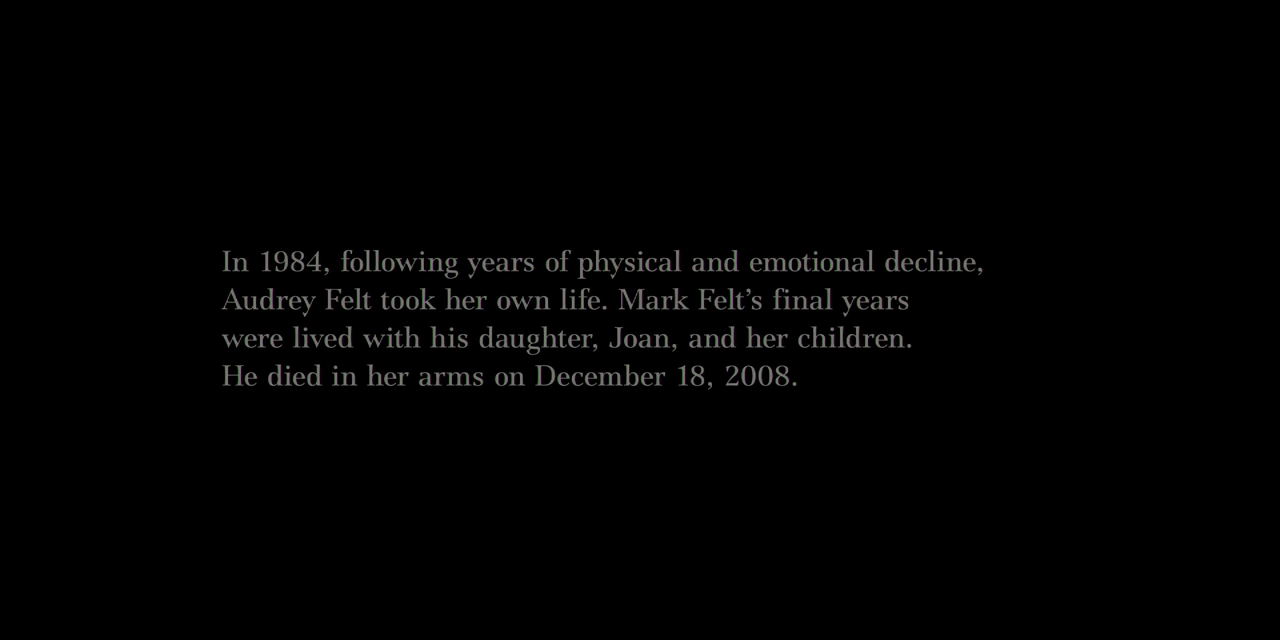 In 1984, following years of physical and emotional decline,
Audrey Felt took her own life. Mark Felt’s final years
were lived with his daughter, Joan, and her children.
He died in her arms on December 18, 2008.